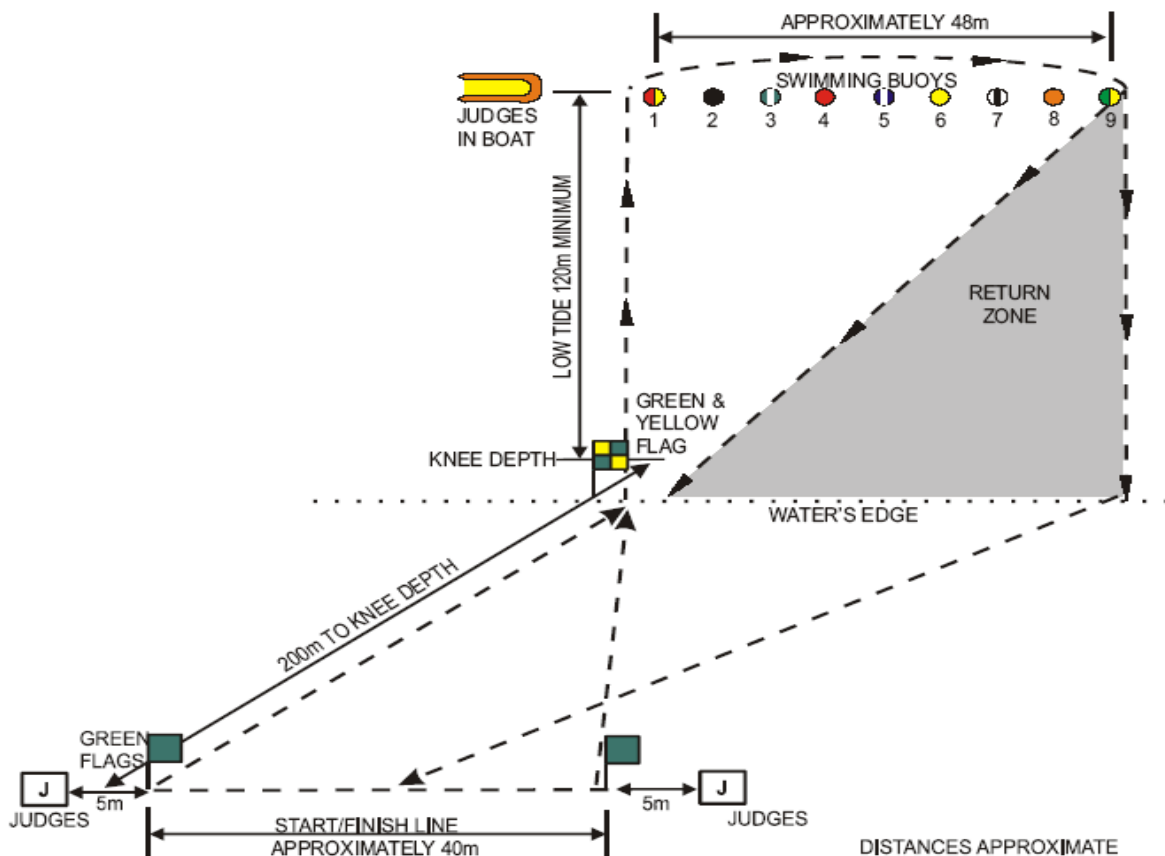 APPROXIMATELY 48m
SWIMMING BUOYS
1 2 3 4 5 6 7 8 9
JUDGES
IN BOAT
LOW TIDE 120m MINIMUM
RETURN
ZONE
GREEN &
YELLOW
FLAG
KNEE DEPTH
WATER'S EDGE
200m TO KNEE DEPTH
GREEN
FLAGS
J
5m
JUDGES
J
5m
JUDGES
START/FINISH LINE
APPROXIMATELY 40m
DISTANCES APPROXIMATE